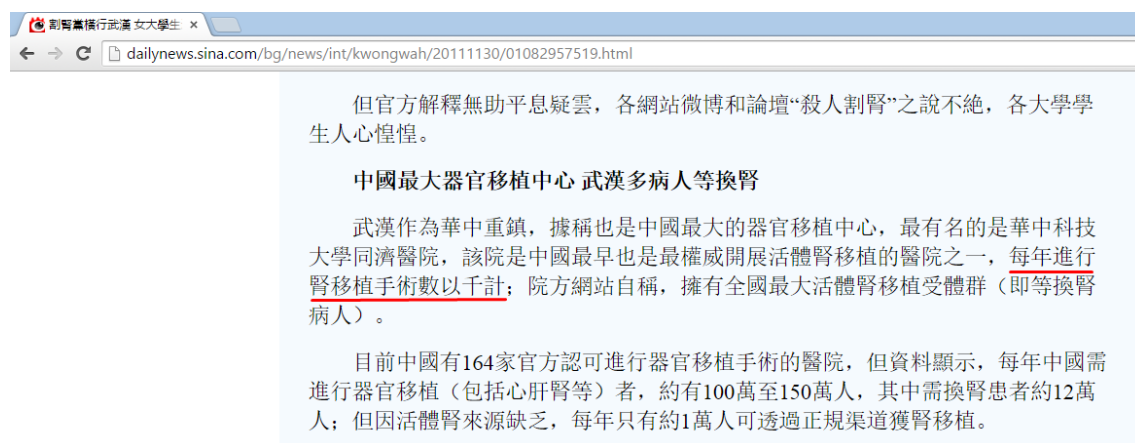 割腎黨橫行武漢 女大學生
dailynews.sina.com/bg/news/int/kwongwah/20111130/01082957519.html
但官方解釋無助平息疑雲，各網站微博和論壇“殺人割腎”之說不絶，各大學學
生人心惶惶。
中國最大器官移植中心 武漢多病人等換腎
武漢作為華中重鎮，據稱也是中國最大的器官移植中心，最有名的是華中科技
大學同濟醫院，該院是中國最早也是最權威開展活體腎移植的醫院之一，每年進行
腎移植手術數以千計；院方網站自稱，擁有全國最大活體腎移植受體群（即等換腎
病人）。
目前中國有164家官方認可進行器官移植手術的醫院，但資料顯示，每年中國需
進行器官移植（包括心肝腎等）者，約有100萬至150萬人，其中需換腎患者約12萬
人；但因活體腎來源缺乏，每年只有約1萬人可透過正規渠道獲腎移植。